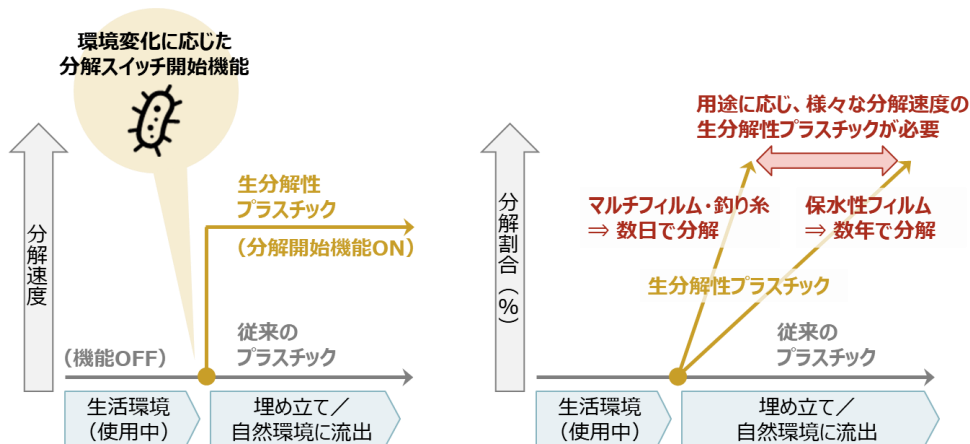 環境変化に応じた
分解スイッチ開始機能
分解速度
生分解性
プラスチック
（分解開始機能ON）
（機能OFF）
従来の
プラスチック
生活環境
（使用中）
埋め立て／
自然環境に流出
用途に応じ、様々な分解速度の
生分解性プラスチックが必要
分解割合（％）
マルチフィルム・釣り糸
⇒ 数日で分解
保水性フィルム
⇒ 数年で分解
生分解性プラスチック
従来の
プラスチック
生活環境
（使用中）
埋め立て／
自然環境に流出